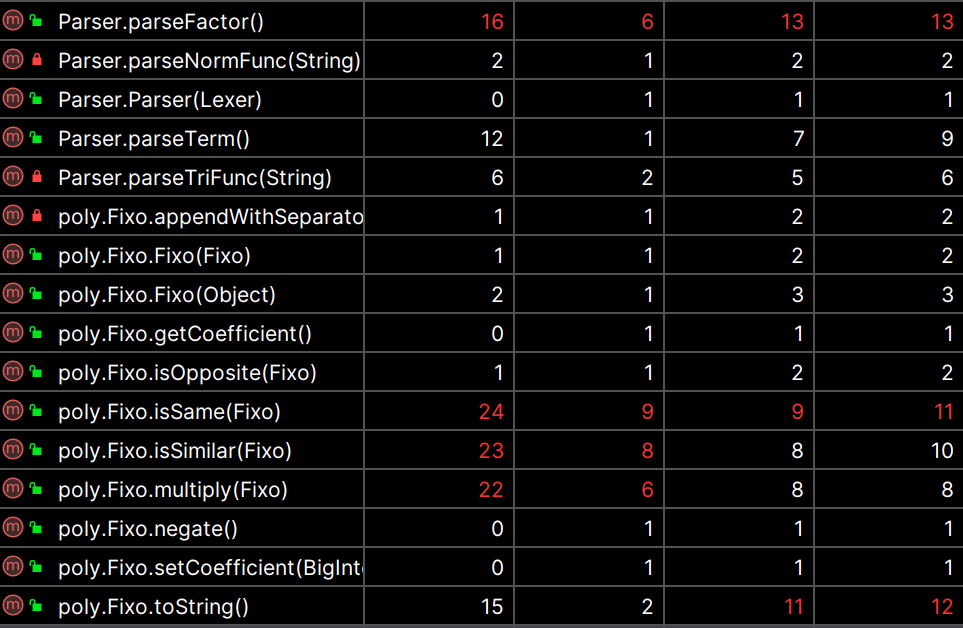 Parser.parseFactor() 16 6 13 13
Parser.parseNormFunc(String) 2 1 2 2
Parser.Parser(Lexer) 0 1 1 1
Parser.parseTerm() 12 1 7 9
Parser.parseTriFunc(String) 6 2 5 6
poly.Fixo.appendWithSeparato 1 1 2 2
poly.Fixo.Fixo(Fixo) 1 1 2 2
poly.Fixo.Fixo(Object) 2 1 3 3
poly.Fixo.getCoefficient() 0 1 1 1
poly.Fixo.isOpposite(Fixo) 1 1 2 2
poly.Fixo.isSame(Fixo) 24 9 9 11
poly.Fixo.isSimilar(Fixo) 23 8 8 10
poly.Fixo.multiply(Fixo) 22 6 8 8
poly.Fixo.negate() 0 1 1 1
poly.Fixo.setCoefficient(BigInt 0 1 1 1
poly.Fixo.toString() 15 2 11 12